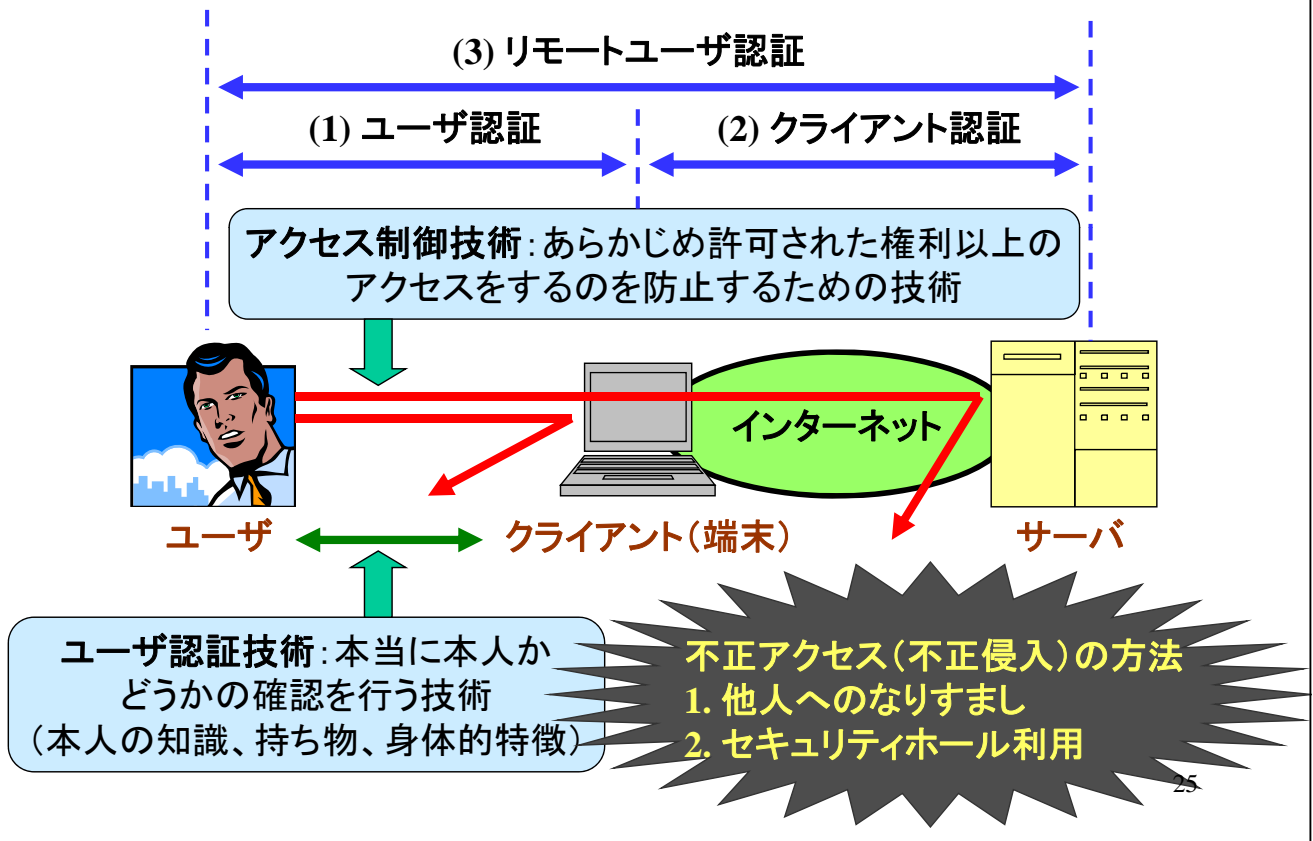 (3) リモートユーザ認証
(1) ユーザ認証
(2) クライアント認証
アクセス制御技術：あらかじめ許可された権利以上の
アクセスをするのを防止するための技術
インターネット
ユーザ
クライアント（端末）
サーバ
ユーザ認証技術：本当に本人か
どうかの確認を行う技術
（本人の知識、持ち物、身体的特徴）
不正アクセス（不正侵入）の方法
1. 他人へのなりすまし
2. セキュリティホール利用
25